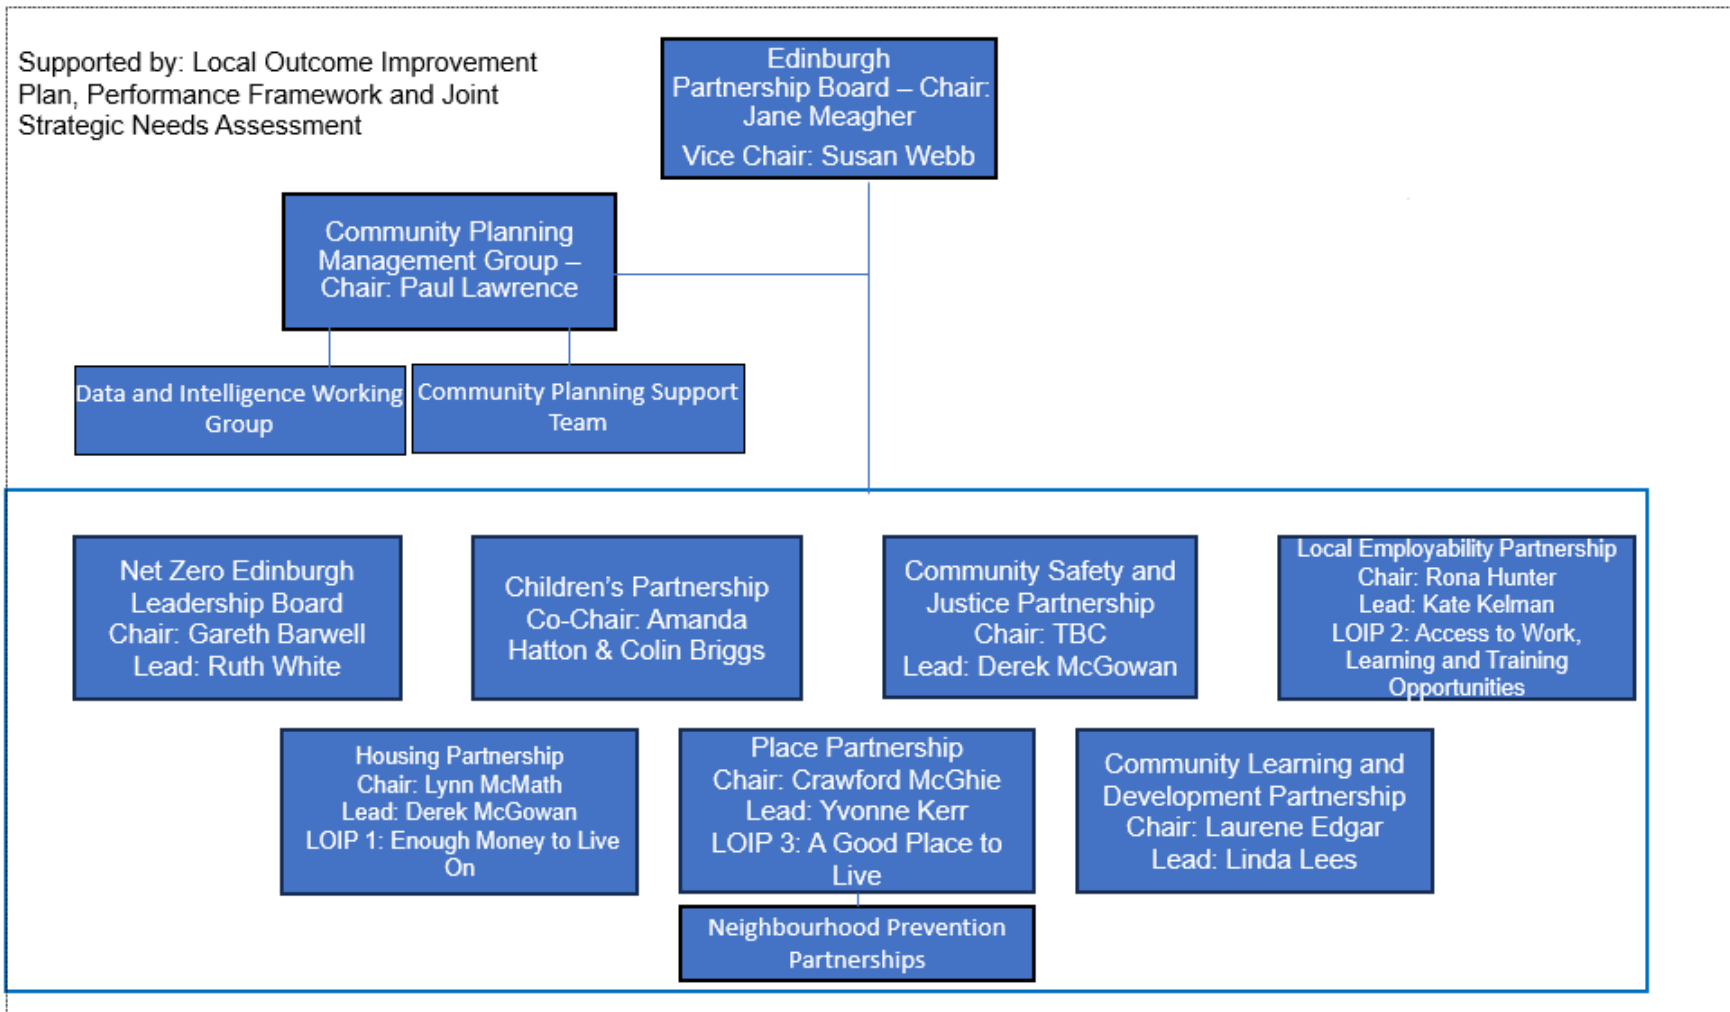 Supported by: Local Outcome Improvement
Plan, Performance Framework and Joint
Strategic Needs Assessment
Edinburgh
Partnership Board – Chair:
Jane Meagher
Vice Chair: Susan Webb
Community Planning
Management Group –
Chair: Paul Lawrence
Data and Intelligence Working
Group
Community Planning Support
Team
Net Zero Edinburgh
Leadership Board
Chair: Gareth Barwell
Lead: Ruth White
Children’s Partnership
Co-Chair: Amanda
Hatton & Colin Briggs
Community Safety and
Justice Partnership
Chair: TBC
Lead: Derek McGowan
Local Employability Partnership
Chair: Rona Hunter
Lead: Kate Kelman
LOIP 2: Access to Work,
Learning and Training
Opportunities
Housing Partnership
Chair: Lynn McMath
Lead: Derek McGowan
LOIP 1: Enough Money to Live
On
Place Partnership
Chair: Crawford McGhie
Lead: Yvonne Kerr
LOIP 3: A Good Place to
Live
Community Learning and
Development Partnership
Chair: Laurene Edgar
Lead: Linda Lees
Neighbourhood Prevention
Partnerships